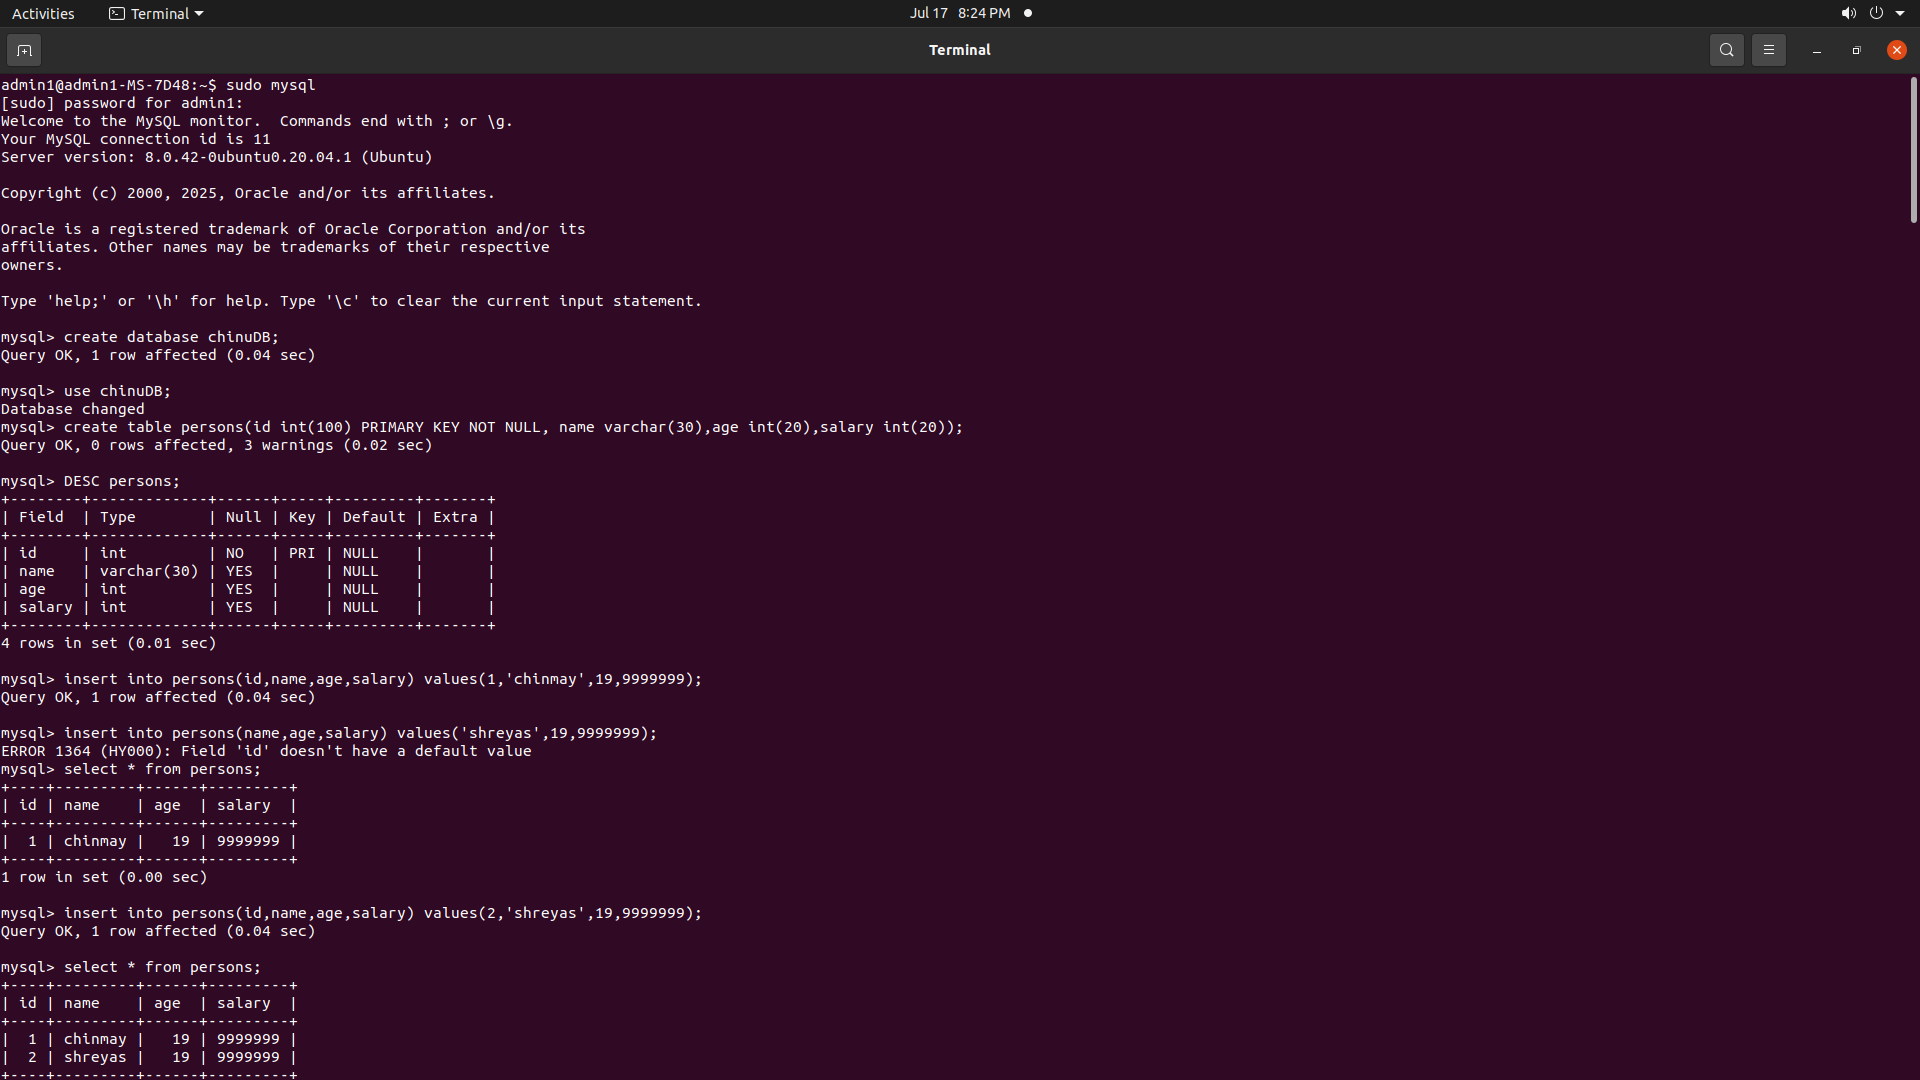 Activities Terminal Jul 17 8:24 PM
Terminal
admin1@admin1-MS-7D48:~$ sudo mysql
[sudo] password for admin1:
Welcome to the MySQL monitor.  Commands end with ; or \g.
Your MySQL connection id is 11
Server version: 8.0.42-0ubuntu0.20.04.1 (Ubuntu)

Copyright (c) 2000, 2025, Oracle and/or its affiliates.

Oracle is a registered trademark of Oracle Corporation and/or its
affiliates. Other names may be trademarks of their respective
owners.

Type 'help;' or '\h' for help. Type '\c' to clear the current input statement.

mysql> create database chinuDB;
Query OK, 1 row affected (0.04 sec)

mysql> use chinuDB;
Database changed
mysql> create table persons(id int(100) PRIMARY KEY NOT NULL, name varchar(30),age int(20),salary int(20));
Query OK, 0 rows affected, 3 warnings (0.02 sec)

mysql> DESC persons;
+--------+-------------+------+-----+---------+-------+
| Field  | Type        | Null | Key | Default | Extra |
+--------+-------------+------+-----+---------+-------+
| id     | int         | NO   | PRI | NULL    |       |
| name   | varchar(30) | YES  |     | NULL    |       |
| age    | int         | YES  |     | NULL    |       |
| salary | int         | YES  |     | NULL    |       |
+--------+-------------+------+-----+---------+-------+
4 rows in set (0.01 sec)

mysql> insert into persons(id,name,age,salary) values(1,'chinmay',19,9999999);
Query OK, 1 row affected (0.04 sec)

mysql> insert into persons(name,age,salary) values('shreyas',19,9999999);
ERROR 1364 (HY000): Field 'id' doesn't have a default value
mysql> select * from persons;
+----+---------+------+---------+
| id | name    | age  | salary  |
+----+---------+------+---------+
|  1 | chinmay |   19 | 9999999 |
+----+---------+------+---------+
1 row in set (0.00 sec)

mysql> insert into persons(id,name,age,salary) values(2,'shreyas',19,9999999);
Query OK, 1 row affected (0.04 sec)

mysql> select * from persons;
+----+---------+------+---------+
| id | name    | age  | salary  |
+----+---------+------+---------+
|  1 | chinmay |   19 | 9999999 |
|  2 | shreyas |   19 | 9999999 |
+----+---------+------+---------+